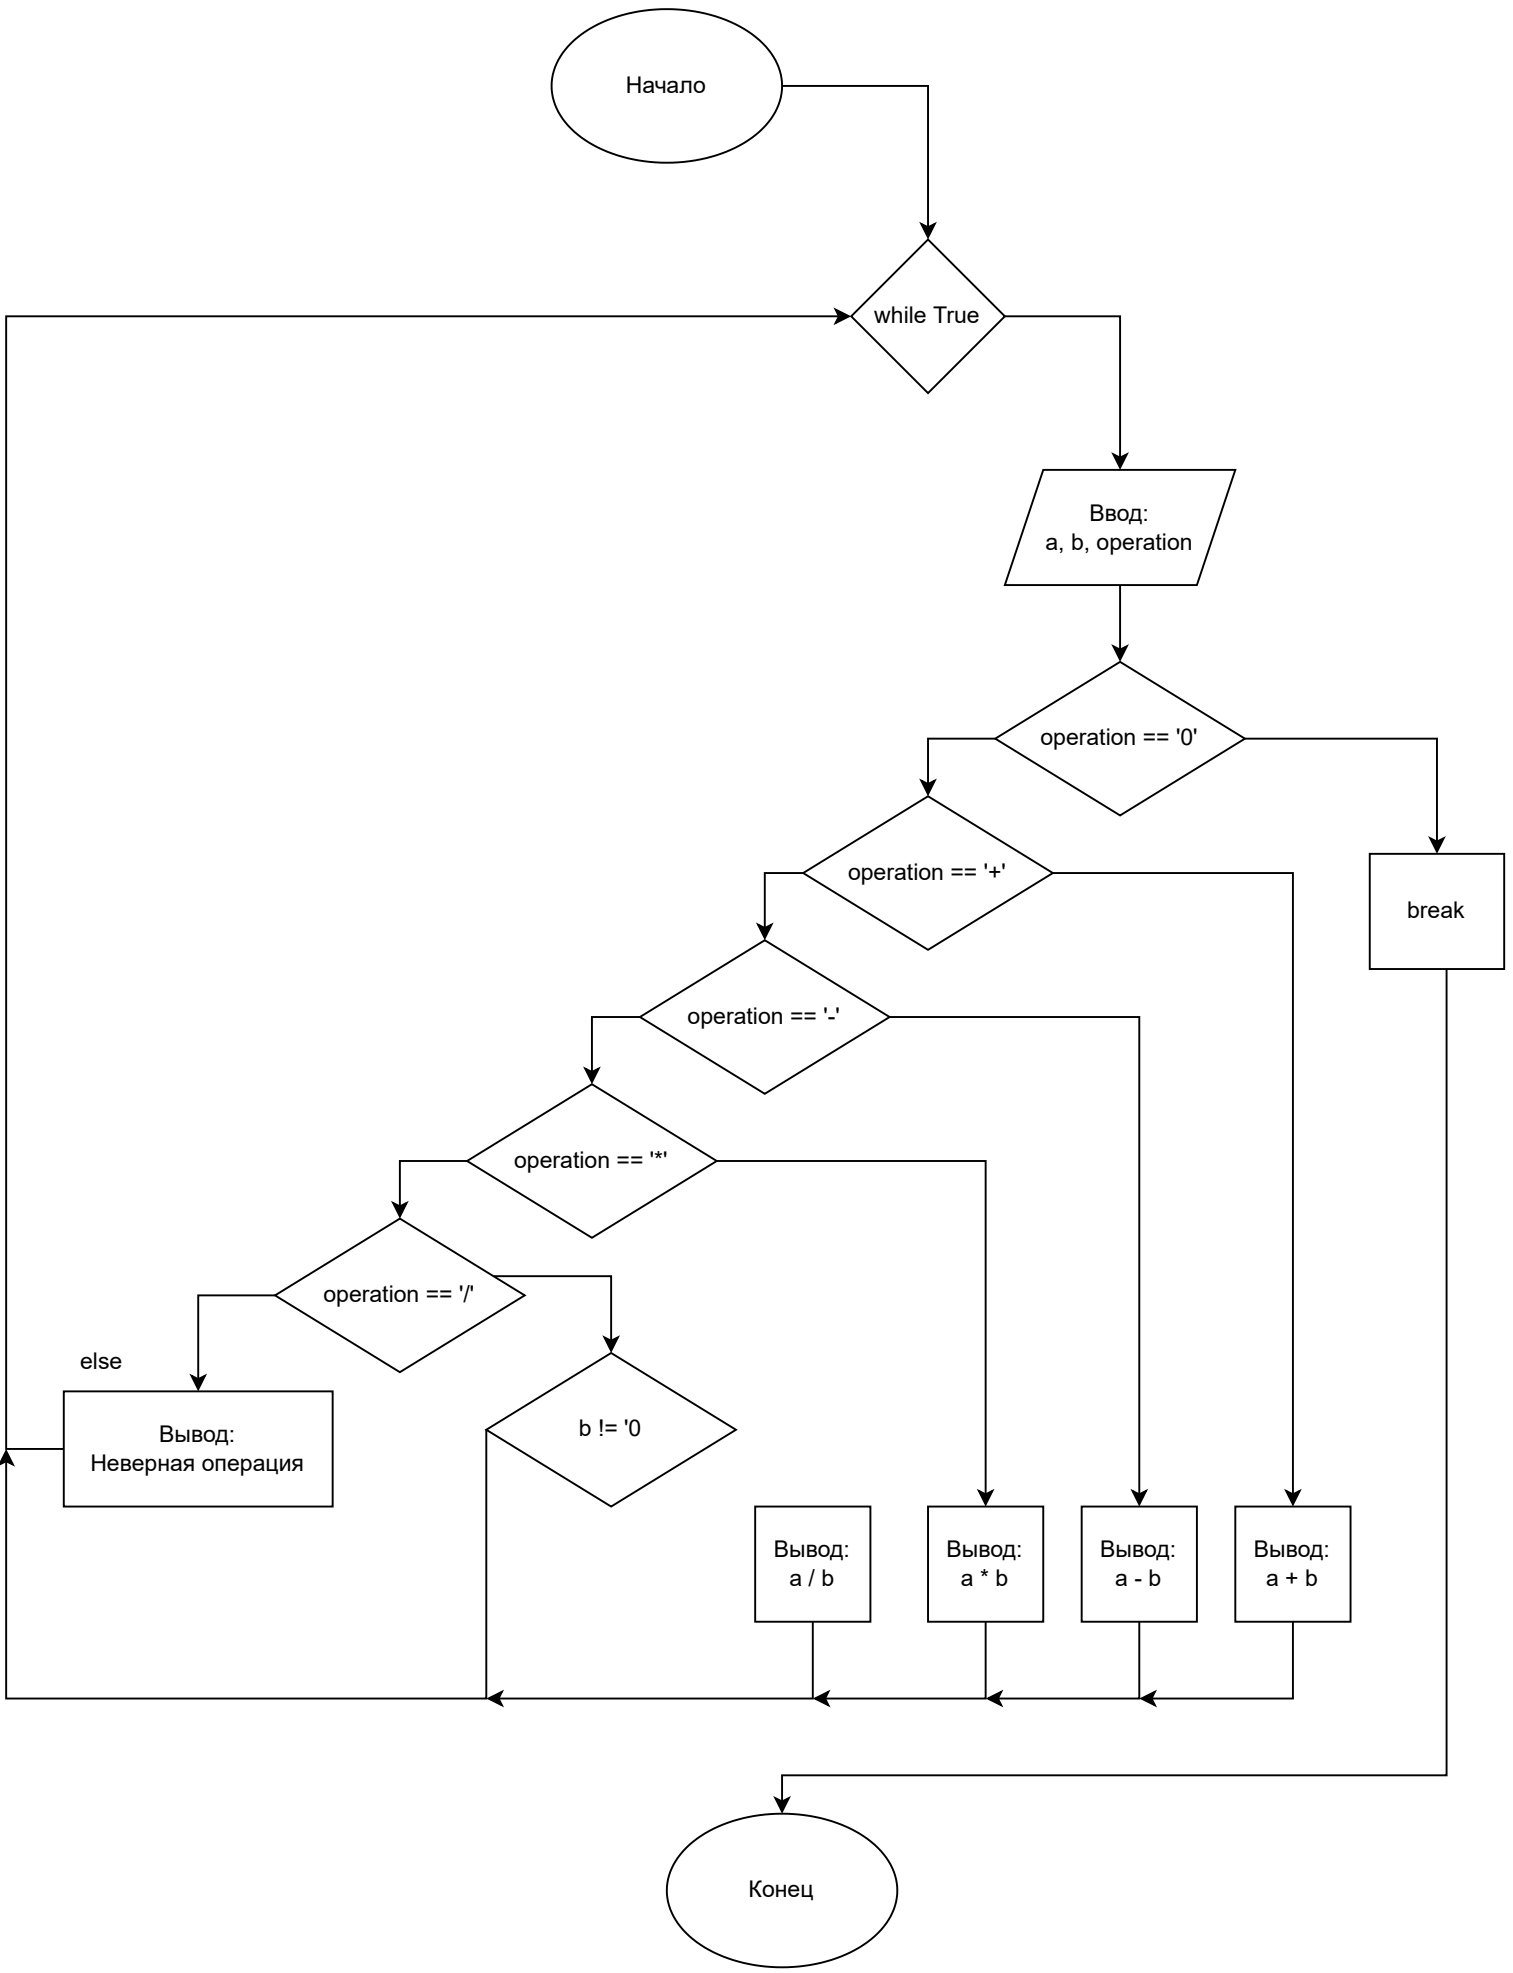 Начало
while True
Ввод:
a, b, operation
operation == '0'
operation == '+'
break
operation == '-'
operation == '*'
operation == '/'
else
Вывод:
Неверная операция
b != '0
Вывод:
a / b
Вывод:
a * b
Вывод:
a - b
Вывод:
a + b
Конец